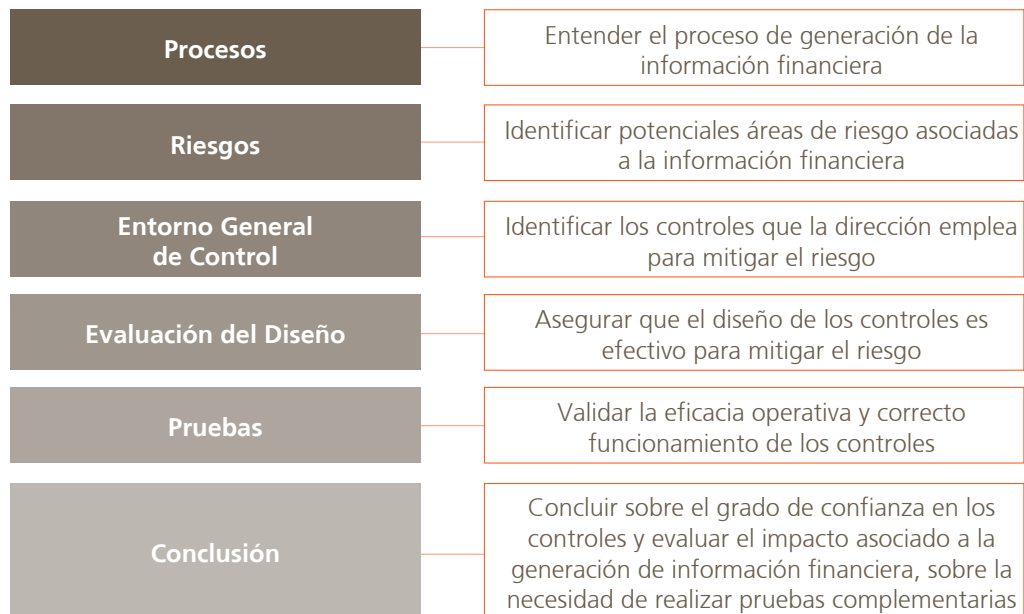 Procesos
Entender el proceso de generación de la
información financiera
Riesgos
Identificar potenciales áreas de riesgo asociadas
a la información financiera
Entorno General
de Control
Identificar los controles que la dirección emplea
para mitigar el riesgo
Evaluación del Diseño
Asegurar que el diseño de los controles es
efectivo para mitigar el riesgo
Pruebas
Validar la eficacia operativa y correcto
funcionamiento de los controles
Conclusión
Concluir sobre el grado de confianza en los
controles y evaluar el impacto asociado a la
generación de información financiera, sobre la
necesidad de realizar pruebas complementarias